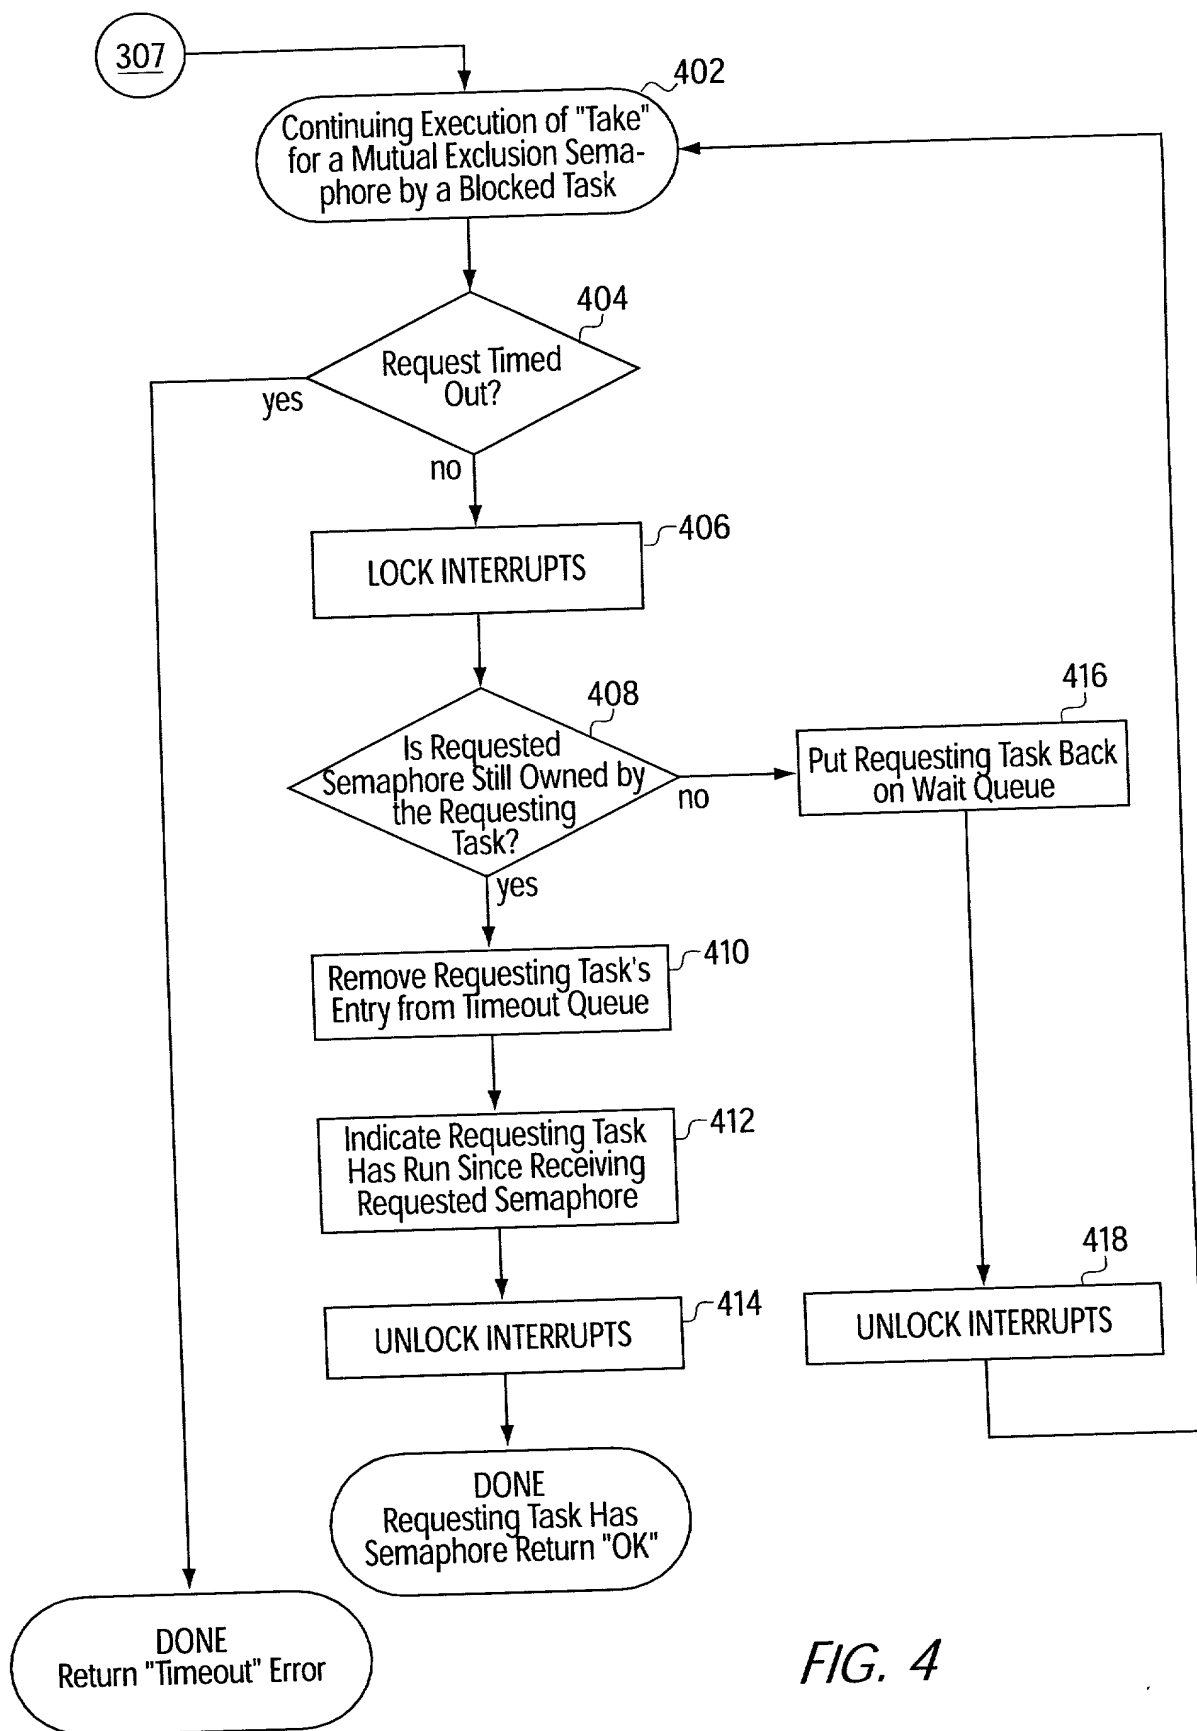 307
402
Continuing Execution of "Take"
for a Mutual Exclusion Sema-
phore by a Blocked Task
404
Request Timed
Out?
yes
no
406
LOCK INTERRUPTS
408
Is Requested
Semaphore Still Owned by
the Requesting
Task?
no
yes
416
Put Requesting Task Back
on Wait Queue
410
Remove Requesting Task's
Entry from Timeout Queue
412
Indicate Requesting Task
Has Run Since Receiving
Requested Semaphore
414
UNLOCK INTERRUPTS
418
UNLOCK INTERRUPTS
DONE
Requesting Task Has
Semaphore Return "OK"
DONE
Return "Timeout" Error
FIG. 4